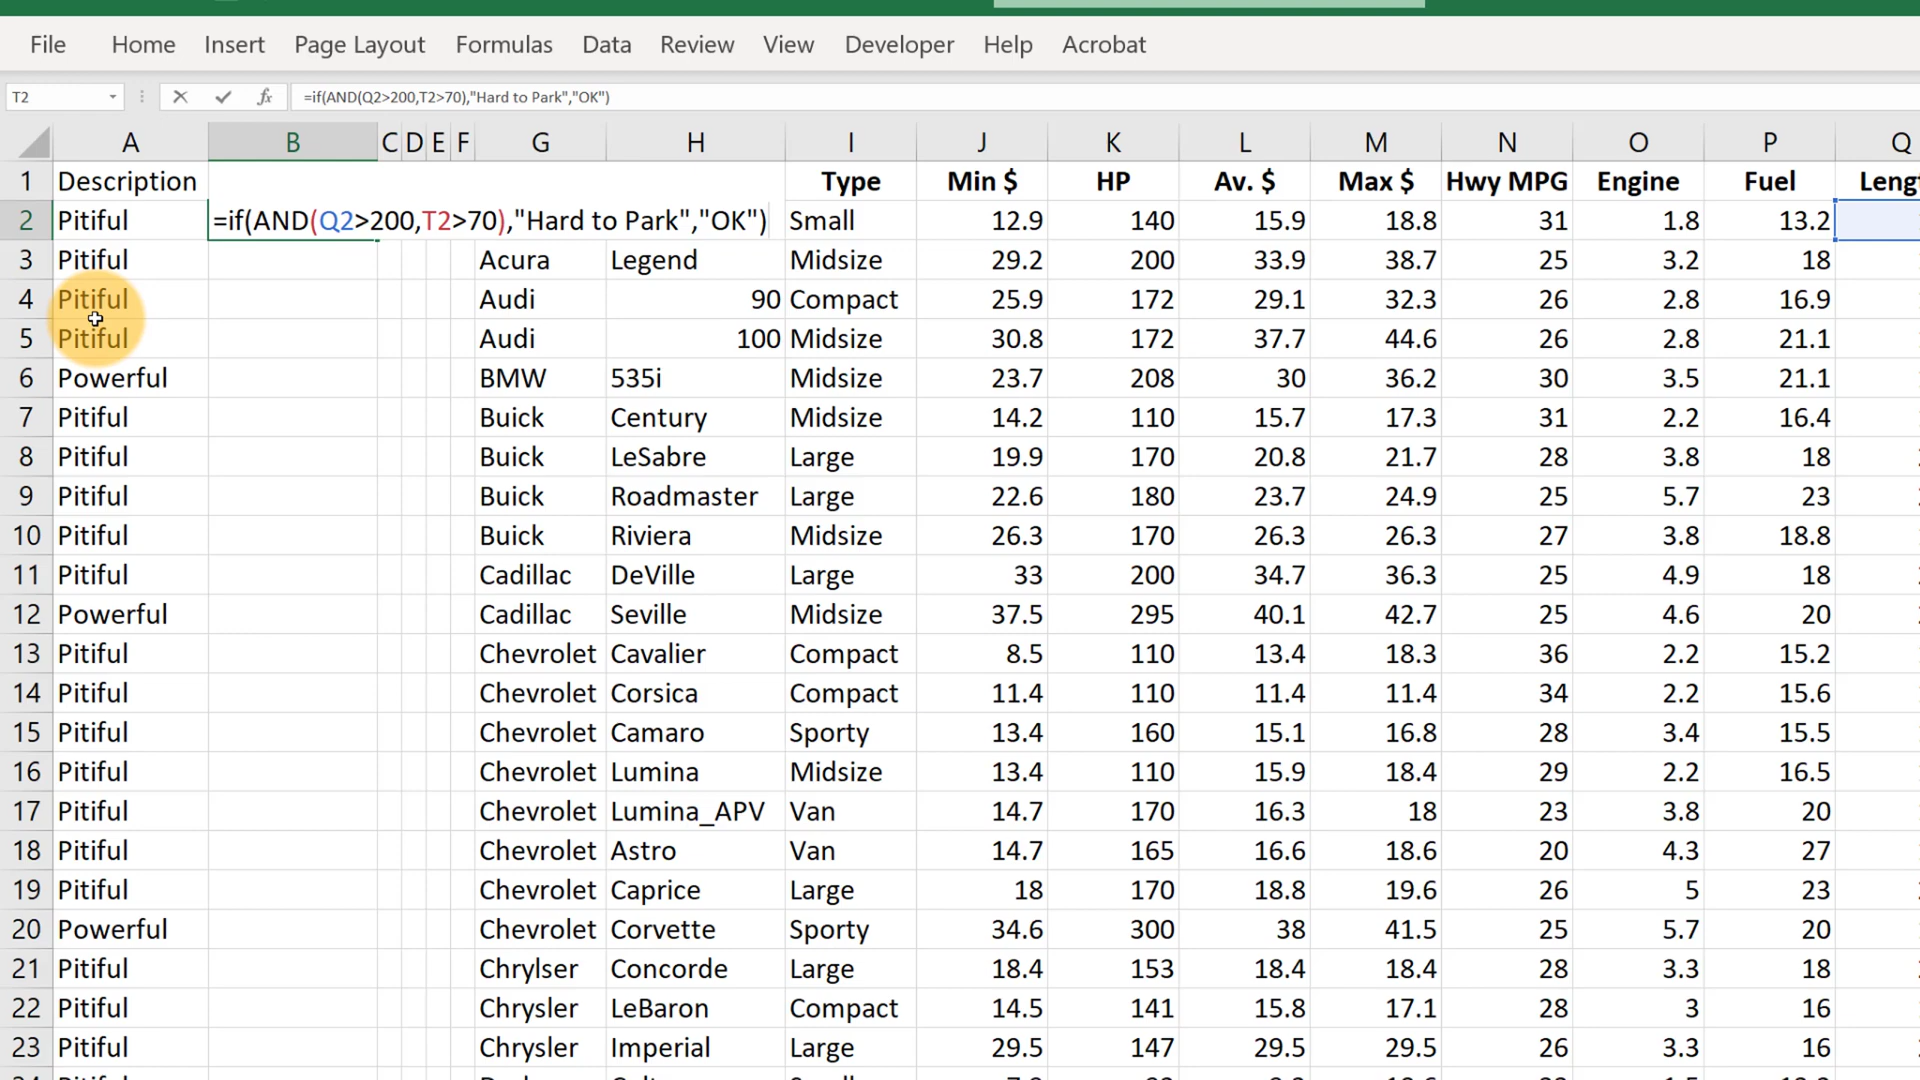 File Home Insert Page Layout Formulas Data Review View Developer Help Acrobat
T2 fx =if(AND(Q2>200,T2>70),"Hard to Park","OK")
A B C D E F G H I J K L M N O P Q
1 Description Type Min $ HP Av. $ Max $ Hwy MPG Engine Fuel Lengt
2 Pitiful =if(AND(Q2>200,T2>70),"Hard to Park","OK") Small 12.9 140 15.9 18.8 31 1.8 13.2
3 Pitiful Acura Legend Midsize 29.2 200 33.9 38.7 25 3.2 18
4 Pitiful Audi 90 Compact 25.9 172 29.1 32.3 26 2.8 16.9
5 Pitiful Audi 100 Midsize 30.8 172 37.7 44.6 26 2.8 21.1
6 Powerful BMW 535i Midsize 23.7 208 30 36.2 30 3.5 21.1
7 Pitiful Buick Century Midsize 14.2 110 15.7 17.3 31 2.2 16.4
8 Pitiful Buick LeSabre Large 19.9 170 20.8 21.7 28 3.8 18
9 Pitiful Buick Roadmaster Large 22.6 180 23.7 24.9 25 5.7 23
10 Pitiful Buick Riviera Midsize 26.3 170 26.3 26.3 27 3.8 18.8
11 Pitiful Cadillac DeVille Large 33 200 34.7 36.3 25 4.9 18
12 Powerful Cadillac Seville Midsize 37.5 295 40.1 42.7 25 4.6 20
13 Pitiful Chevrolet Cavalier Compact 8.5 110 13.4 18.3 36 2.2 15.2
14 Pitiful Chevrolet Corsica Compact 11.4 110 11.4 11.4 34 2.2 15.6
15 Pitiful Chevrolet Camaro Sporty 13.4 160 15.1 16.8 28 3.4 15.5
16 Pitiful Chevrolet Lumina Midsize 13.4 110 15.9 18.4 29 2.2 16.5
17 Pitiful Chevrolet Lumina_APV Van 14.7 170 16.3 18 23 3.8 20
18 Pitiful Chevrolet Astro Van 14.7 165 16.6 18.6 20 4.3 27
19 Pitiful Chevrolet Caprice Large 18 170 18.8 19.6 26 5 23
20 Powerful Chevrolet Corvette Sporty 34.6 300 38 41.5 25 5.7 20
21 Pitiful Chrylser Concorde Large 18.4 153 18.4 18.4 28 3.3 18
22 Pitiful Chrysler LeBaron Compact 14.5 141 15.8 17.1 28 3 16
23 Pitiful Chrysler Imperial Large 29.5 147 29.5 29.5 26 3.3 16